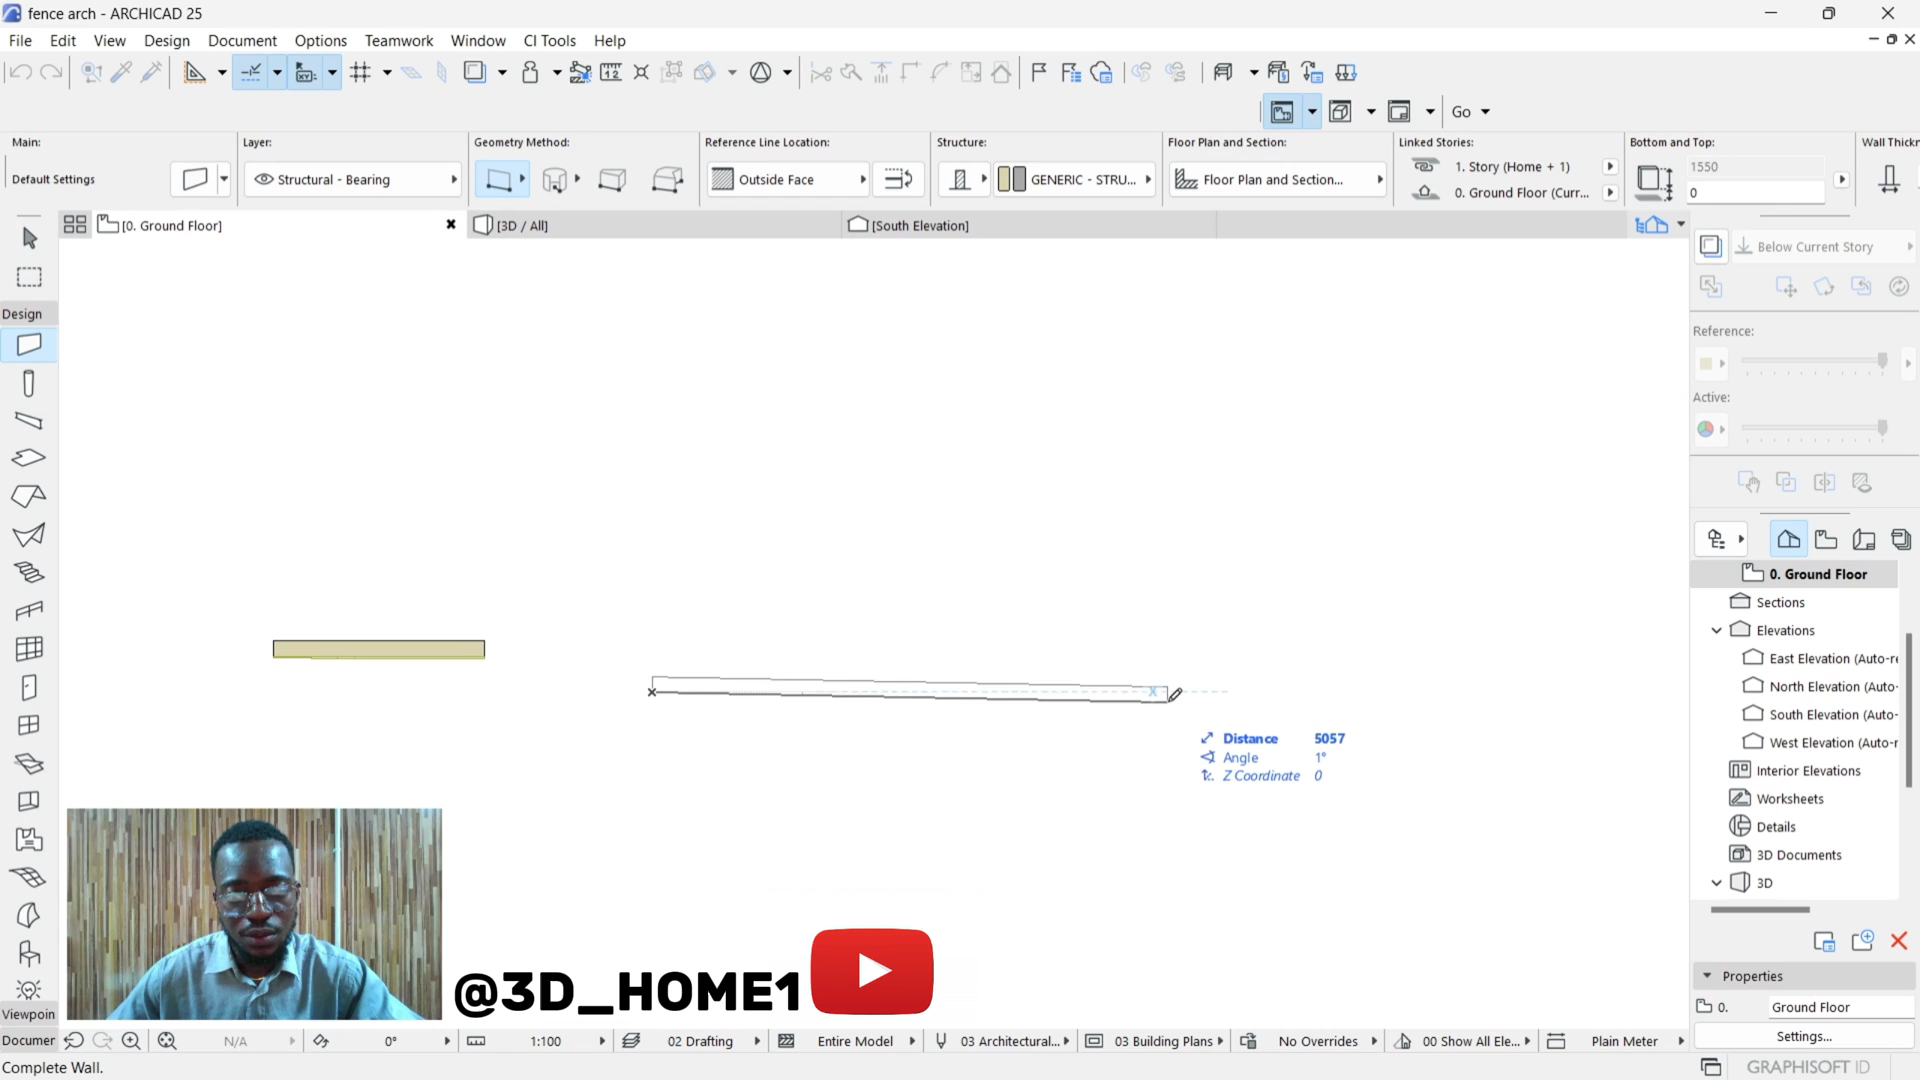 fence arch - ARCHICAD 25
File Edit View Design Document Options Teamwork Window CI Tools Help
Go
Main: Layer: Geometry Method: Reference Line Location: Structure: Floor Plan and Section: Linked Stories: Bottom and Top: Wall Thickn
Default Settings Structural - Bearing Outside Face GENERIC - STRU... Floor Plan and Section... 1. Story (Home + 1) 1550
0. Ground Floor (Curr... 0
[0. Ground Floor] [3D / All] [South Elevation]
Below Current Story
Design
Reference:
Active:
0. Ground Floor
Sections
Elevations
East Elevation (Auto-re
North Elevation (Auto-
South Elevation (Auto-
West Elevation (Auto-r
Interior Elevations
Worksheets
Details
3D Documents
3D
Distance 5057
Angle 1°
Z Coordinate 0
@3D_HOME1
Properties
0. Ground Floor
Settings...
Viewpoin
Documer N/A 0° 1:100 02 Drafting Entire Model 03 Architectural... 03 Building Plans No Overrides 00 Show All Ele... Plain Meter
Complete Wall.
GRAPHISOFT ID